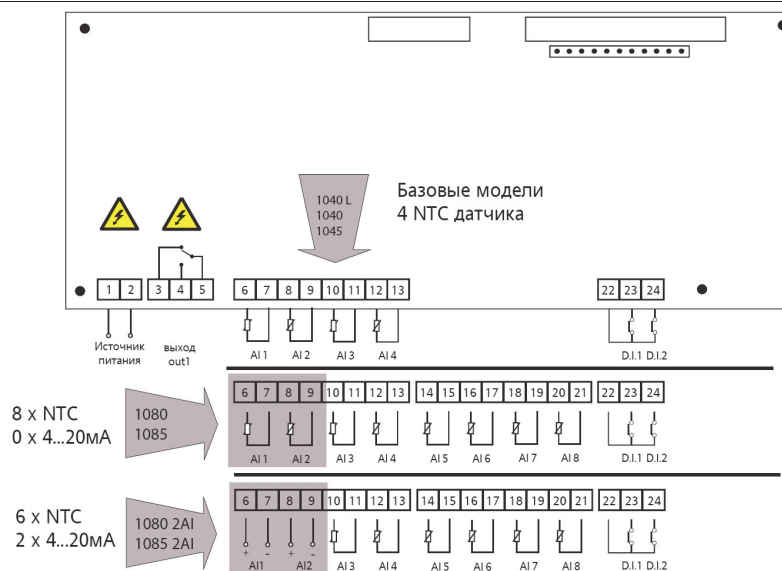 1040 L
1040
1045
Базовые модели
4 NTC датчика
1 2 3 4 5 6 7 8 9 10 11 12 13 22 23 24
Источник питания
выход out1
AI 1 AI 2 AI 3 AI 4 D.I.1 D.I.2
8 x NTC
0 x 4...20мА
1080
1085
6 7 8 9 10 11 12 13 14 15 16 17 18 19 20 21 22 23 24
AI 1 AI 2 AI 3 AI 4 AI 5 AI 6 AI 7 AI 8 D.I.1 D.I.2
6 x NTC
2 x 4...20мА
1080 2AI
1085 2AI
6 7 8 9 10 11 12 13 14 15 16 17 18 19 20 21 22 23 24
+ - + -
AI1 AI2 AI 3 AI 4 AI 5 AI 6 AI 7 AI 8 D.I.1 D.I.2